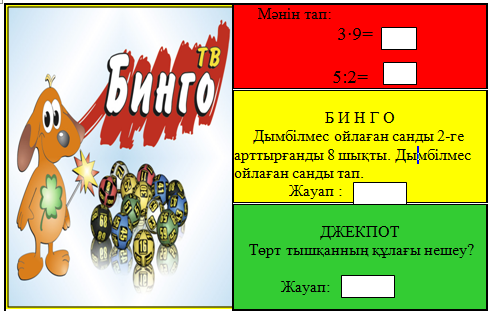 БИНГО
ТВ
Мәнін тап:
3·9=
5:2=
Б И Н Г О
Дымбілмес ойлаған санды 2-ге
арттырғанды 8 шықты. Дымбілмес
ойлаған санды тап.
Жауап :
ДЖЕКПОТ
Төрт тышқанның құлағы нешеу?
Жауап: